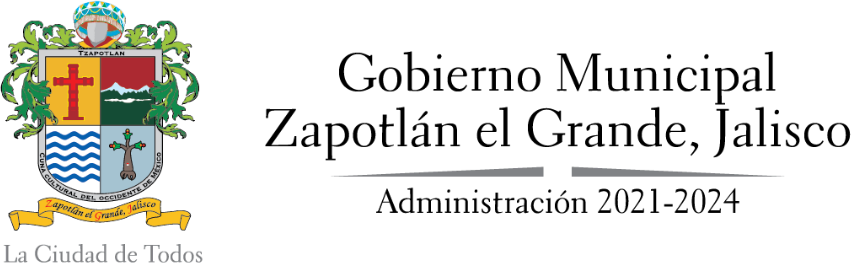 TZAPOTLAN
CUNA CULTURAL DEL OCCIDENTE DE MÉXICO
Zapotlán el Grande, Jalisco
La Ciudad de Todos
Gobierno Municipal
Zapotlán el Grande, Jalisco
Administración 2021-2024